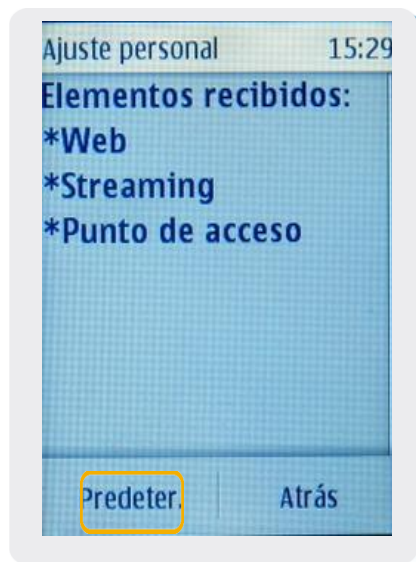 Ajuste personal 15:29
Elementos recibidos:
*Web
*Streaming
*Punto de acceso
Predeter. Atrás